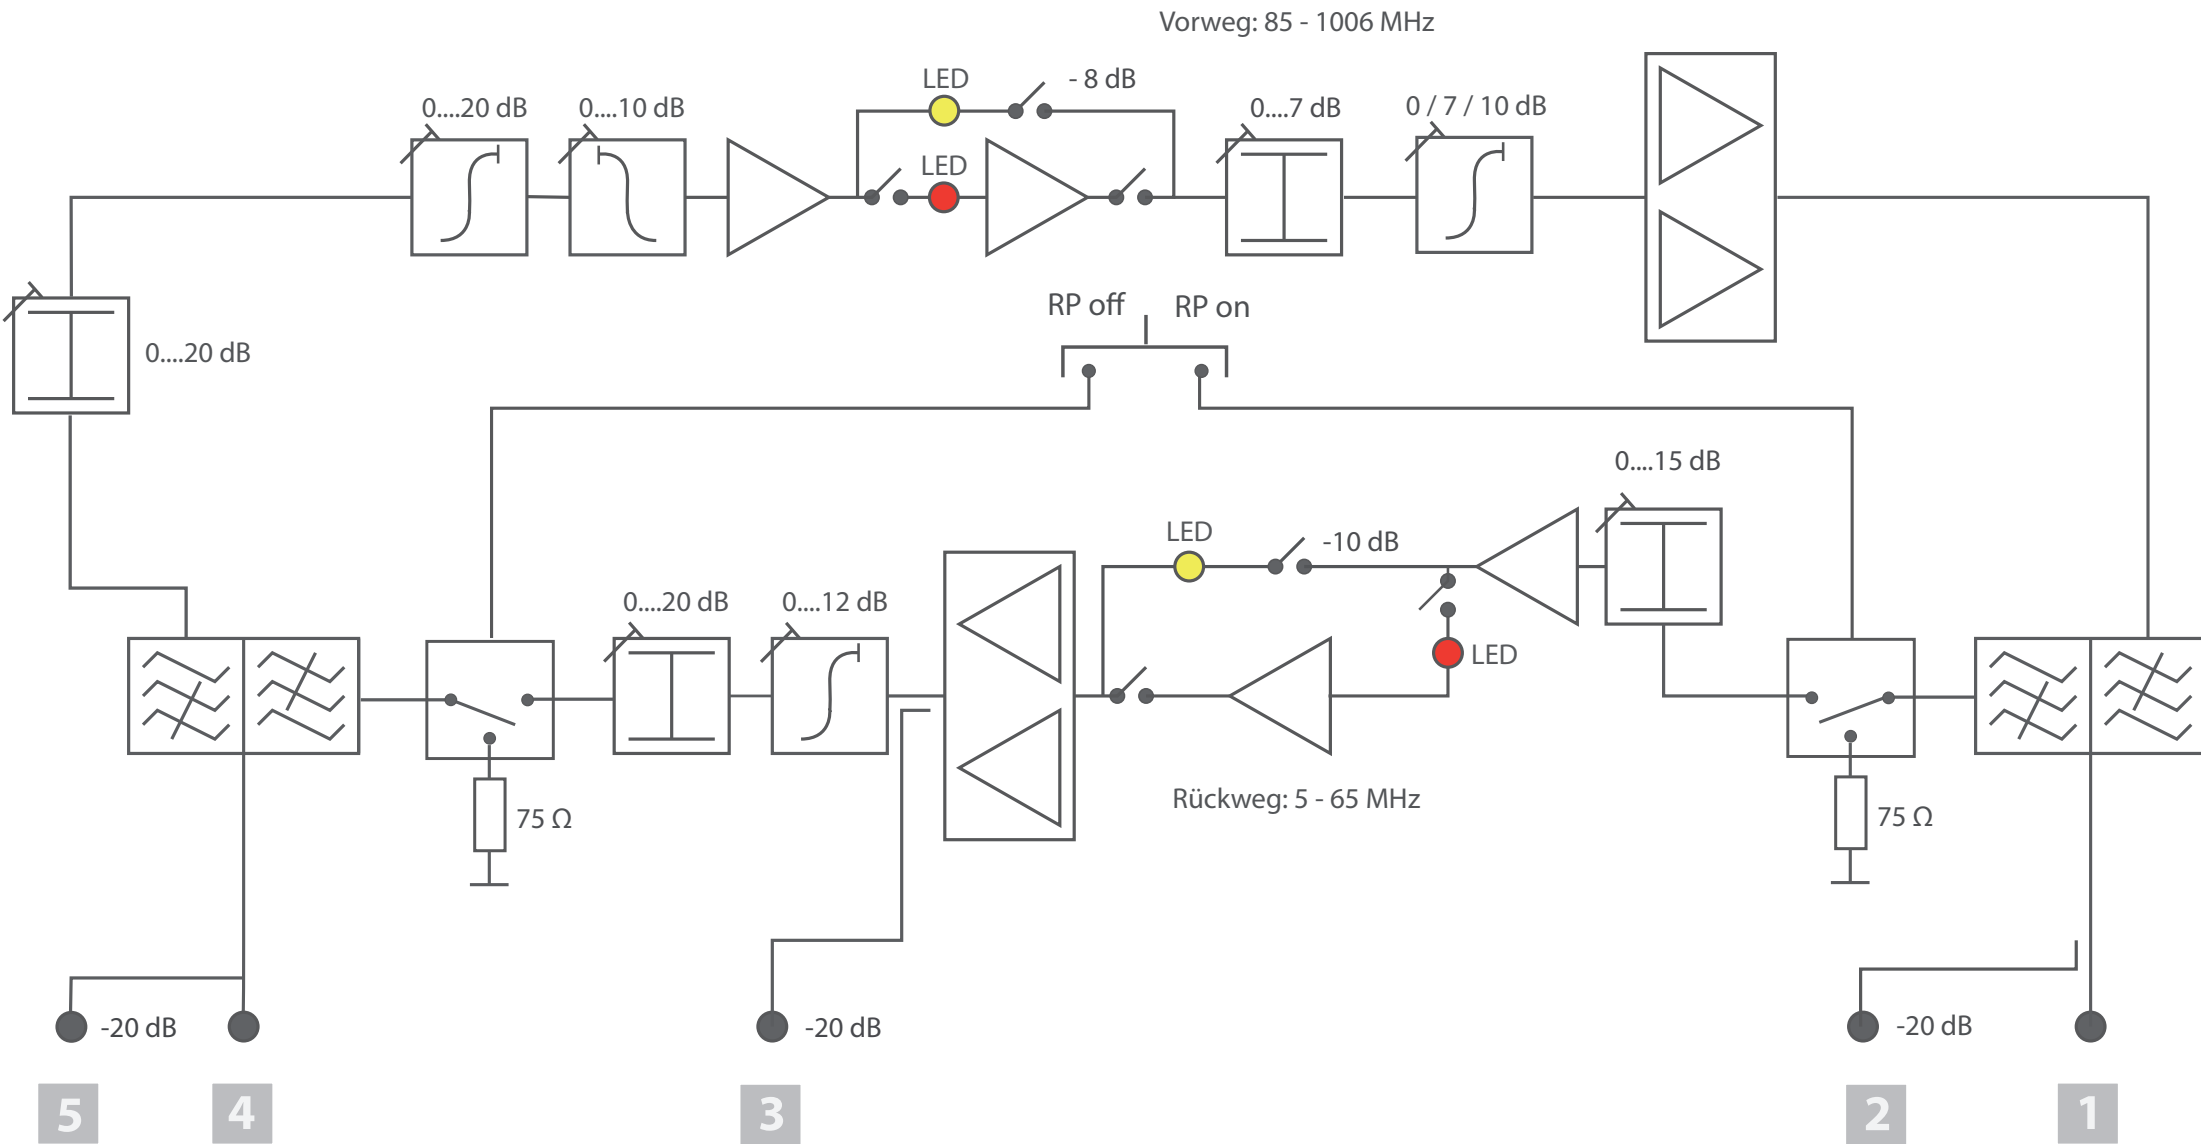 Vorweg: 85 - 1006 MHz
LED
- 8 dB
0....20 dB
0....10 dB
0....7 dB
0 / 7 / 10 dB
LED
RP off
RP on
0....20 dB
0....15 dB
LED
-10 dB
0....20 dB
0....12 dB
LED
Rückweg: 5 - 65 MHz
75 Ω
75 Ω
-20 dB
-20 dB
-20 dB
5
4
3
2
1